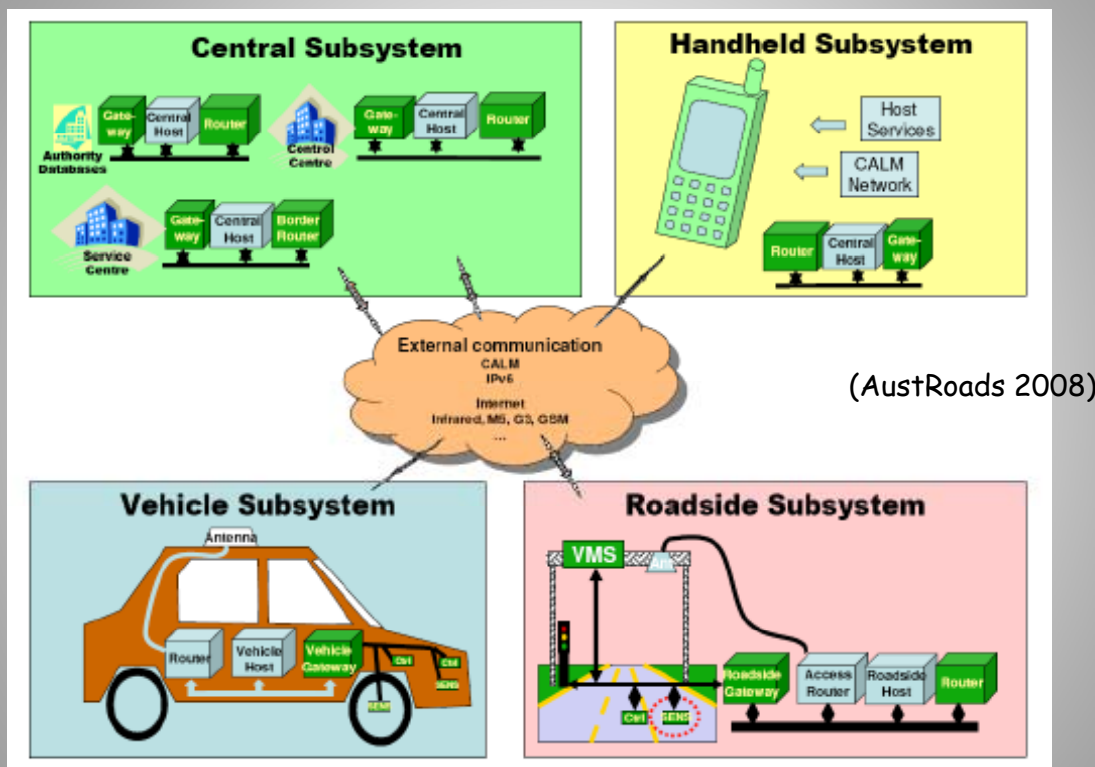 Central Subsystem
Gate-
way
Central
Host
Router
Authority
Databases
Control
Centre
Gate-
way
Central
Host
Router
Service
Centre
Gate-
way
Central
Host
Border
Router
Handheld Subsystem
Host
Services
CALM
Network
Router
Central
Host
Gate-
way
External communication
CALM
IPv6
Internet
Infrared, M5, G3, GSM
...
(AustRoads 2008)
Vehicle Subsystem
Antenna
Router
Vehicle
Host
Vehicle
Gateway
Ctrl
Ctrl
SENS
SENS
Roadside Subsystem
VMS
Ant
Roadside
Gateway
Access
Router
Roadside
Host
Router
Ctrl
SENS